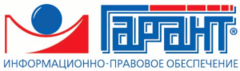 ГАРАНТ®
ИНФОРМАЦИОННО-ПРАВОВОЕ ОБЕСПЕЧЕНИЕ